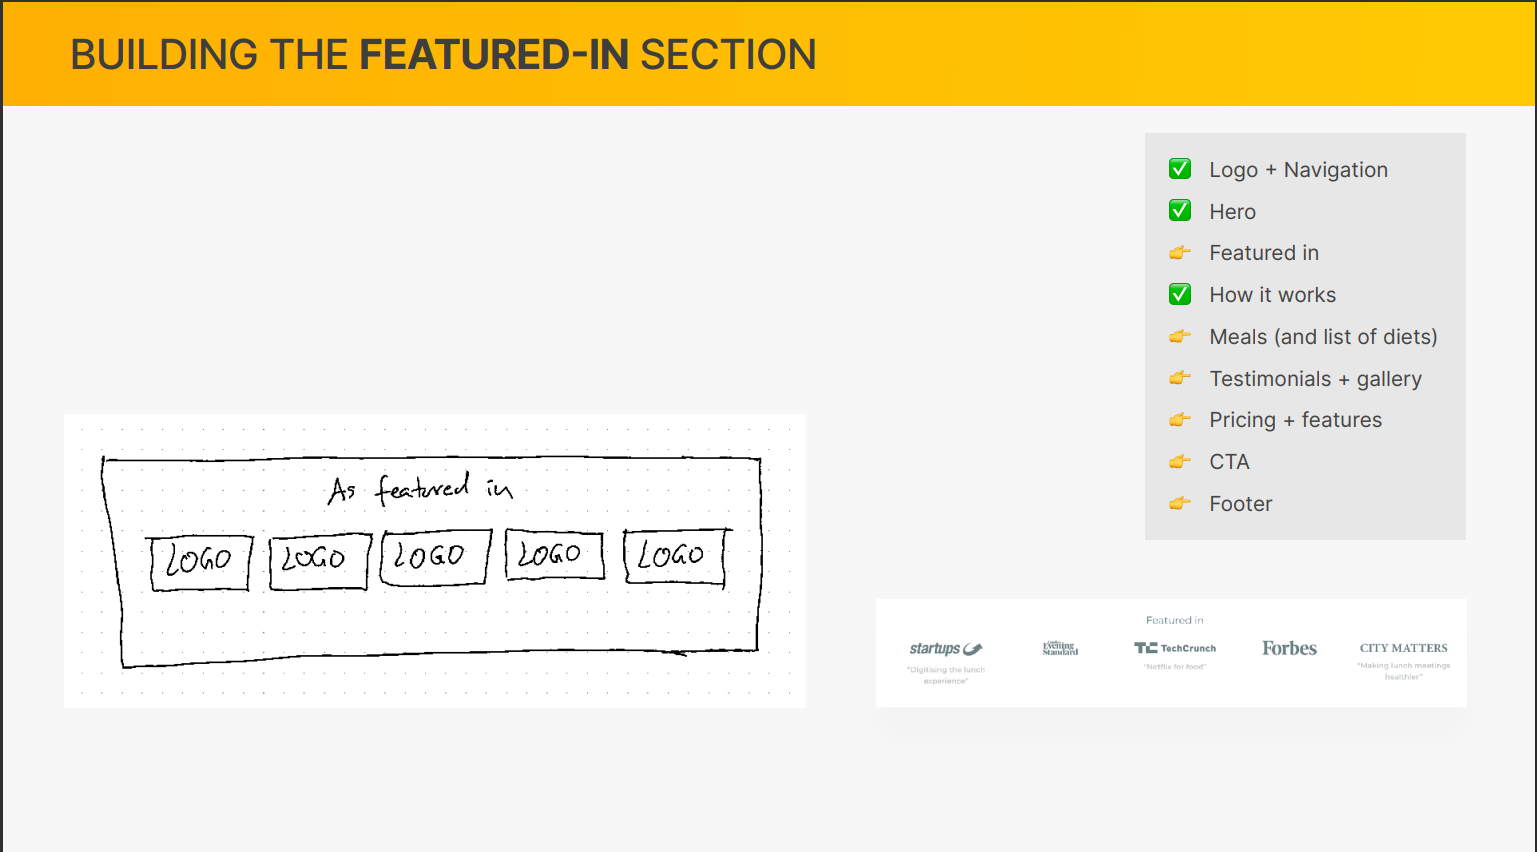 BUILDING THE FEATURED-IN SECTION
Logo + Navigation
Hero
Featured in
How it works
Meals (and list of diets)
Testimonials + gallery
Pricing + features
CTA
Footer
As featured in
LOGO LOGO LOGO LOGO LOGO
Featured in
startups
London
Evening
Standard
TC TechCrunch
Forbes
CITY MATTERS
"Digitising the lunch
experience"
"Netflix for food"
"Making lunch meetings
healthier"